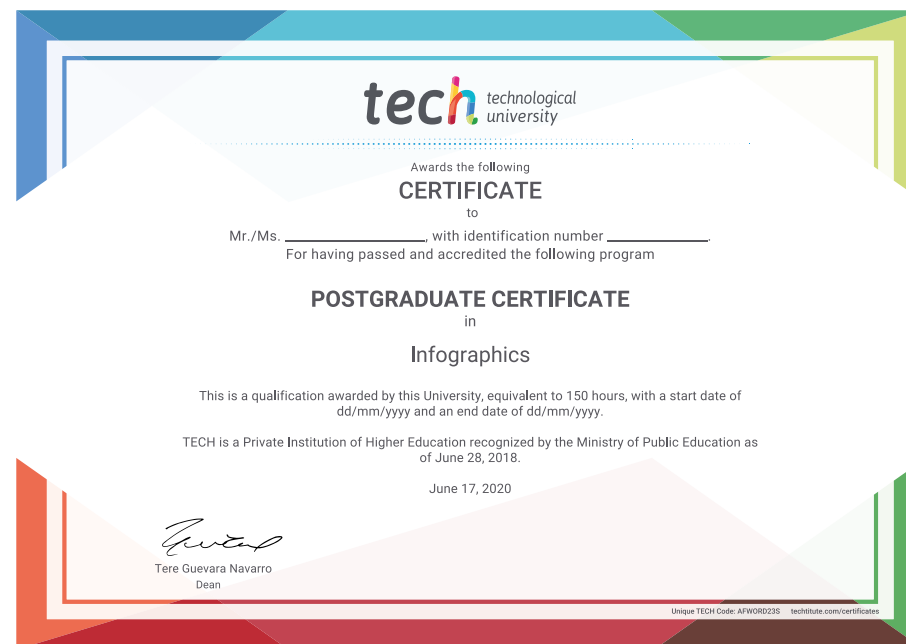 tech technological
university
Awards the following
CERTIFICATE
to
Mr./Ms. ____________________, with identification number ______________.
For having passed and accredited the following program
POSTGRADUATE CERTIFICATE
in
Infographics
This is a qualification awarded by this University, equivalent to 150 hours, with a start date of
dd/mm/yyyy and an end date of dd/mm/yyyy.
TECH is a Private Institution of Higher Education recognized by the Ministry of Public Education as
of June 28, 2018.
June 17, 2020
Tere Guevara Navarro
Dean
Unique TECH Code: AFWORD23S techtitute.com/certificates